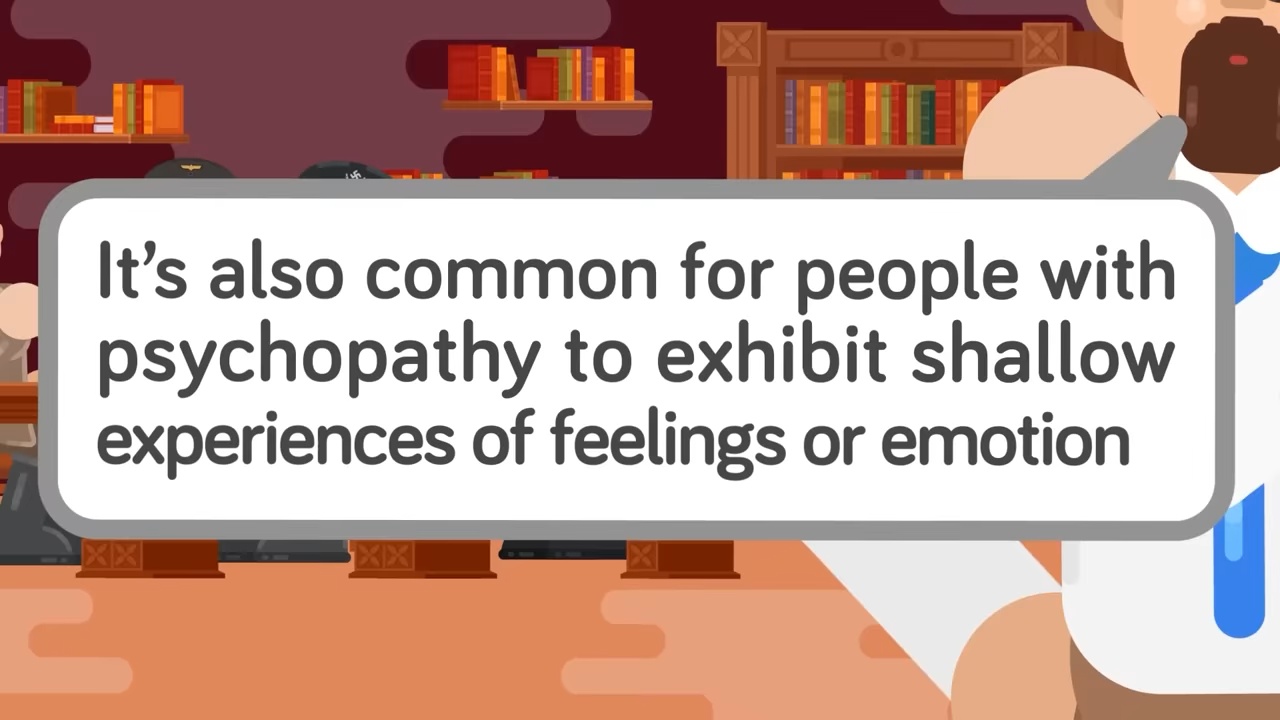 It's also common for people with
psychopathy to exhibit shallow
experiences of feelings or emotion